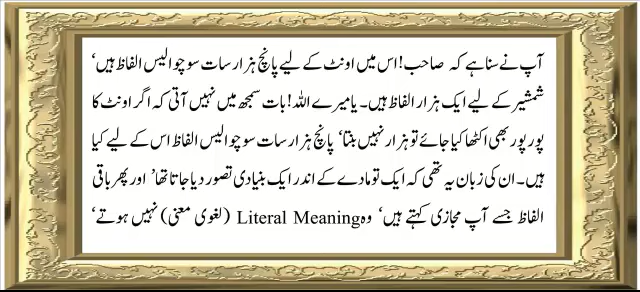 آپ نے سنا ہے کہ صاحب! اس میں اونٹ کے لیے پانچ ہزار سات سو چوالیس الفاظ ہیں‘
شمشیر کے لیے ایک ہزار الفاظ ہیں۔ یا میرے اللہ! بات سمجھ میں نہیں آتی کہ اگر اونٹ کا
پور پور بھی اکٹھا کیا جائے تو ہزار نہیں بنتا‘ پانچ ہزار سات سو چوالیس الفاظ اس کے لیے کیا
ہیں۔ ان کی زبان یہ تھی کہ ایک تو مادے کے اندر ایک بنیادی تصور دیا جاتا تھا‘ اور پھر باقی
الفاظ جسے آپ مجازی کہتے ہیں‘ وہ Literal Meaning (لغوی معنی) نہیں ہوتے‘